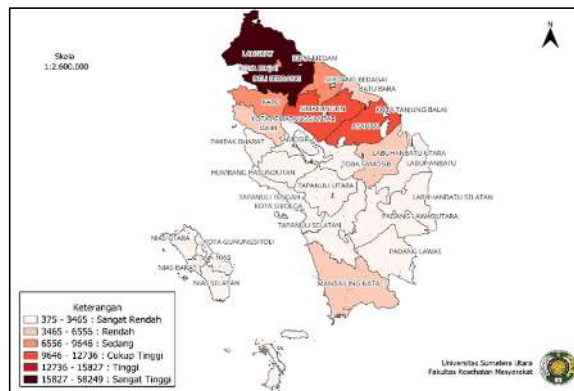 Skala
1:2.600.000
N
LANGKAT
KOTA MEDAN
KOTA BINJAI
DELI SERDANG
SERDANG BEDAGAI
BATU BARA
KARO
SIMALUNGUN
KOTA TANJUNG BALAI
KOTA PEMATANGSIANTAR
ASAHAN
DAIRI
SAMOSIR
PAKPAK BHARAT
LABUHANBATU UTARA
TOBA SAMOSIR
LABUHANBATU
HUMBANG HASUNDUTAN
TAPANULI UTARA
TAPANULI TENGAH
LABUHANBATU SELATAN
KOTA SIBOLGA
PADANG LAWAS UTARA
TAPANULI SELATAN
NIAS UTARA
KOTA GUNUNGSITOLI
NIAS
PADANG LAWAS
NIAS BARAT
NIAS SELATAN
MANDAILING NATAL
Keterangan
375 - 3465 : Sangat Rendah
3465 - 6556 : Rendah
6556 - 9646 : Sedang
9646 - 12736 : Cukup Tinggi
12736 - 15827 : Tinggi
15827 - 58249 : Sangat Tinggi
Universitas Sumatera Utara
Fakultas Kesehatan Masyarakat